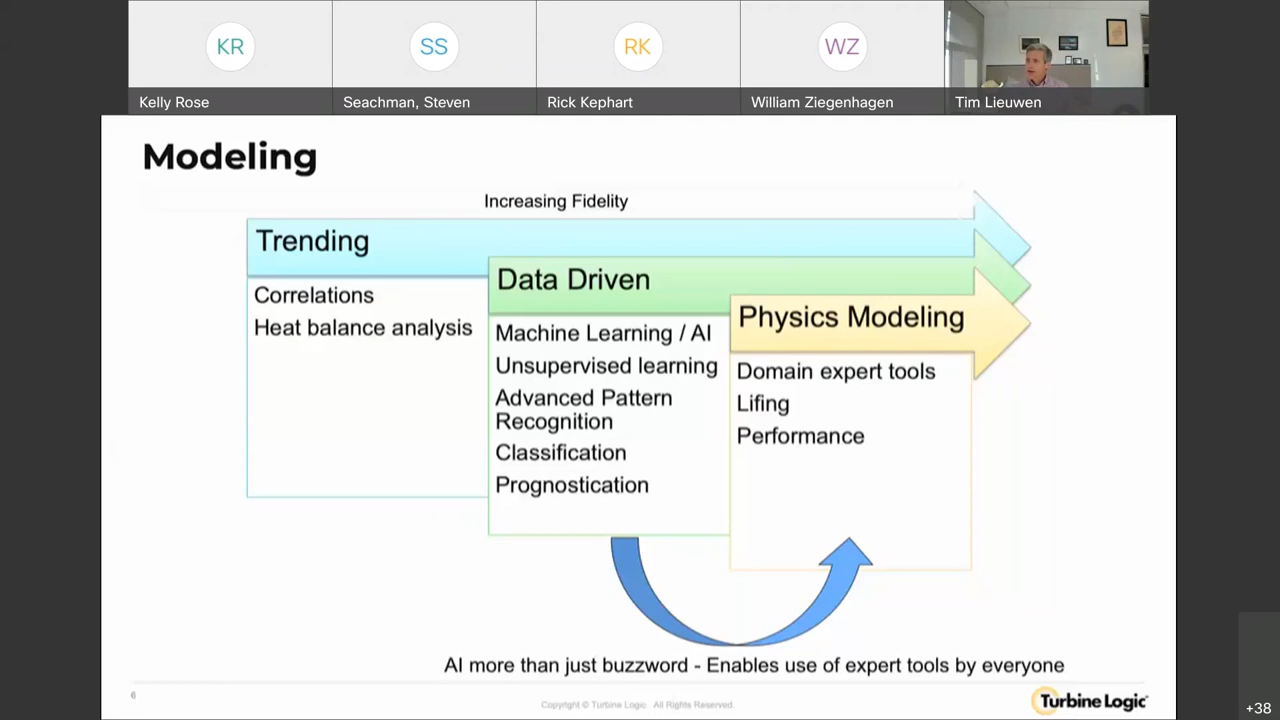 KR
SS
RK
WZ
Kelly Rose
Seachman, Steven
Rick Kephart
William Ziegenhagen
Tim Lieuwen
Modeling
Increasing Fidelity
Trending
Correlations
Heat balance analysis
Data Driven
Machine Learning / AI
Unsupervised learning
Advanced Pattern
Recognition
Classification
Prognostication
Physics Modeling
Domain expert tools
Lifing
Performance
AI more than just buzzword - Enables use of expert tools by everyone
6
Copyright © Turbine Logic. All Rights Reserved.
Turbine Logic
+38